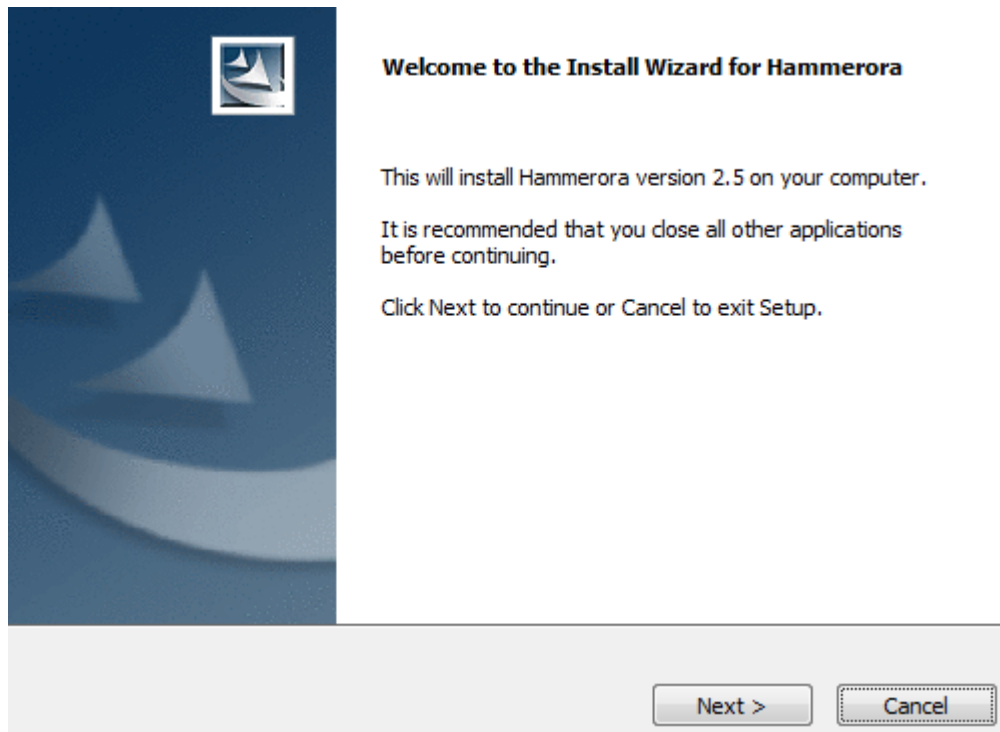 Welcome to the Install Wizard for Hammerora
This will install Hammerora version 2.5 on your computer.
It is recommended that you close all other applications
before continuing.
Click Next to continue or Cancel to exit Setup.
Next >
Cancel